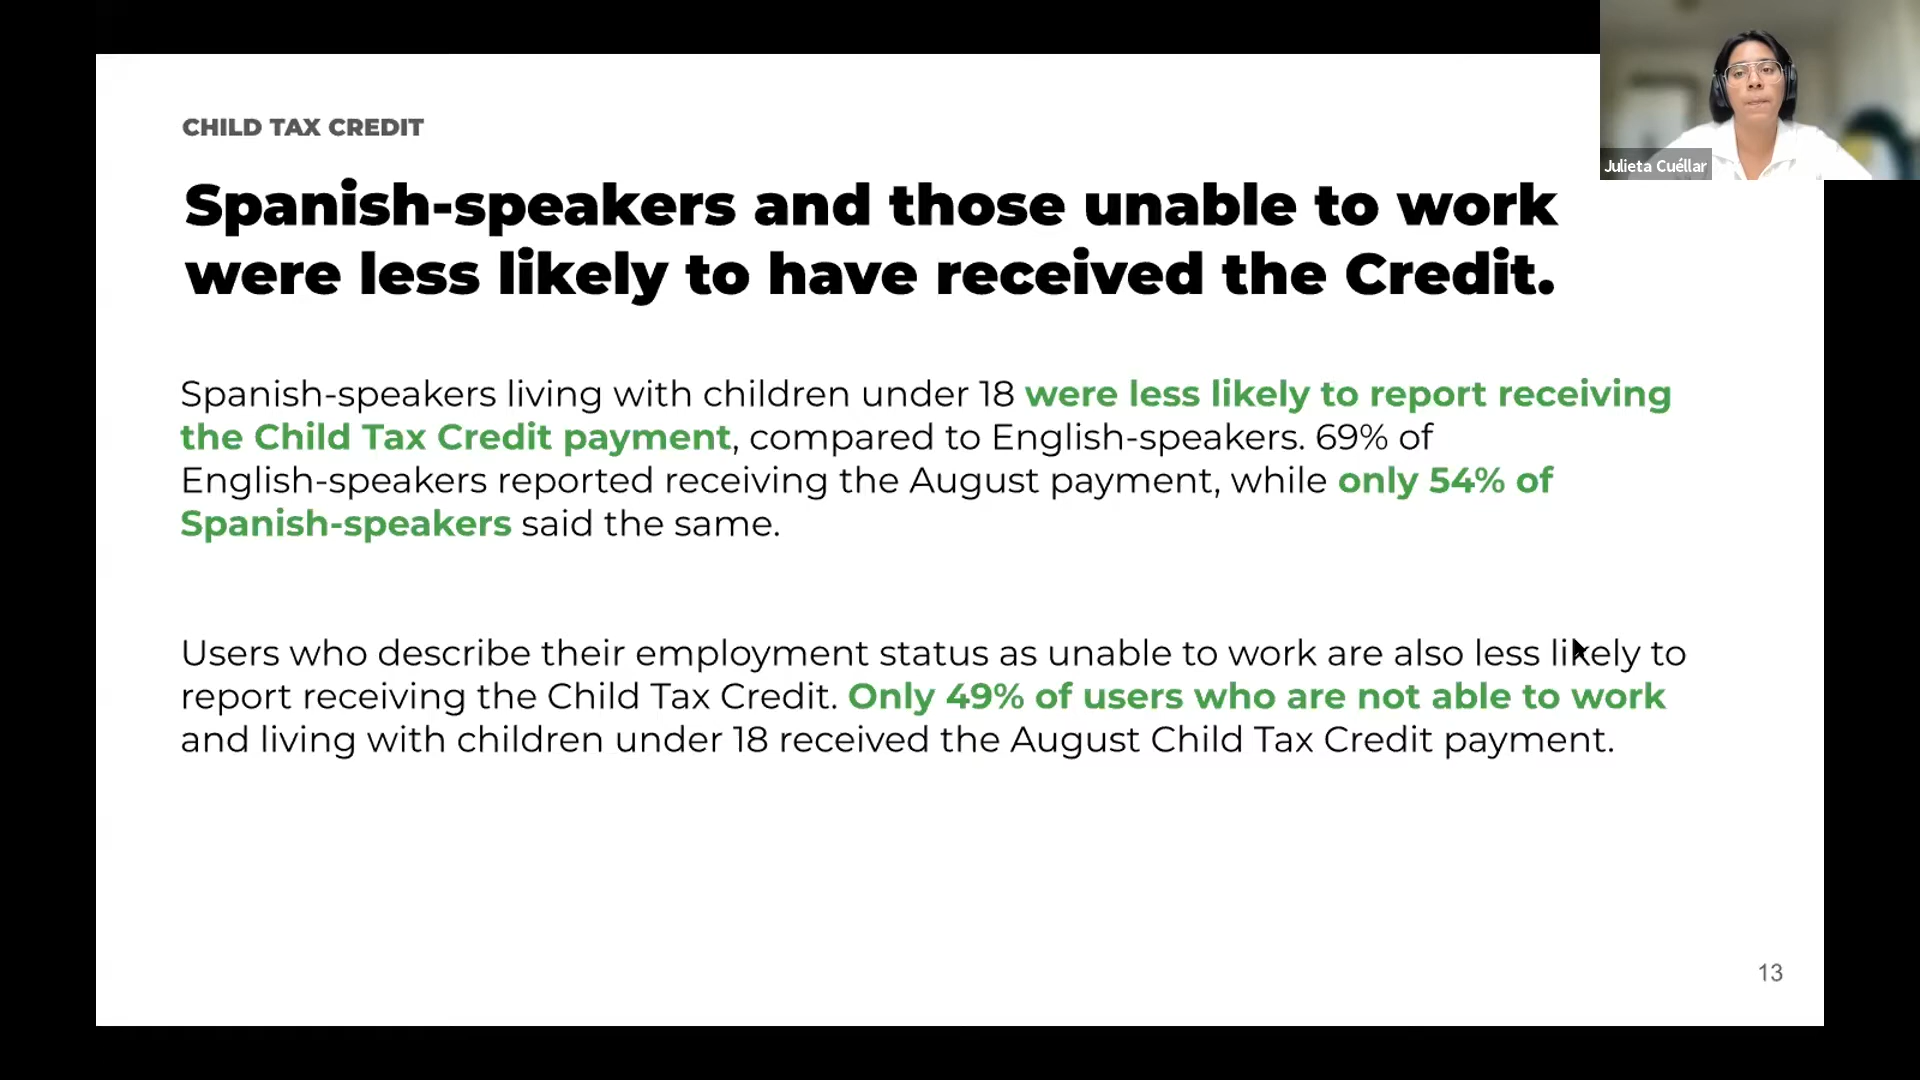 CHILD TAX CREDIT
Spanish-speakers and those unable to work
were less likely to have received the Credit.
Julieta Cuéllar
Spanish-speakers living with children under 18 were less likely to report receiving
the Child Tax Credit payment, compared to English-speakers. 69% of
English-speakers reported receiving the August payment, while only 54% of
Spanish-speakers said the same.
Users who describe their employment status as unable to work are also less likely to
report receiving the Child Tax Credit. Only 49% of users who are not able to work
and living with children under 18 received the August Child Tax Credit payment.
13